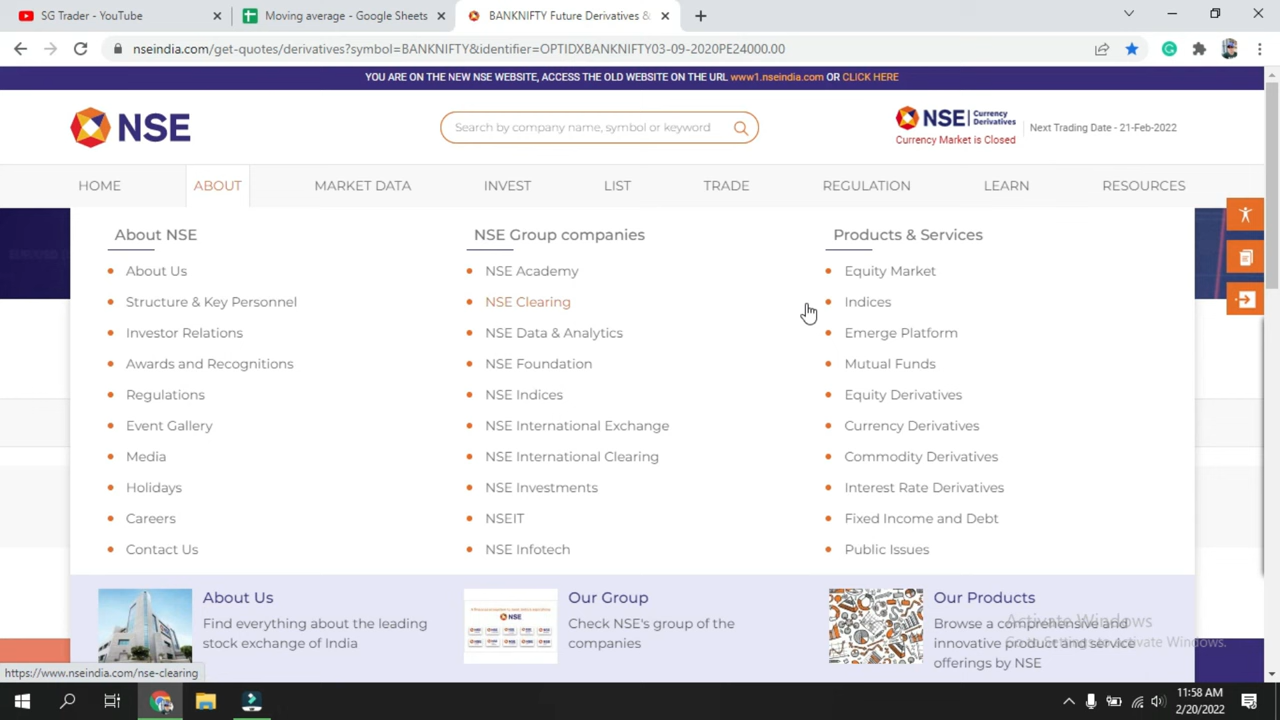 SG Trader - YouTube
Moving average - Google Sheets
BANKNIFTY Future Derivatives &
nseindia.com/get-quotes/derivatives?symbol=BANKNIFTY&identifier=OPTIDXBANKNIFTY03-09-2020PE24000.00
YOU ARE ON THE NEW NSE WEBSITE, ACCESS THE OLD WEBSITE ON THE URL www1.nseindia.com OR CLICK HERE
NSE
Search by company name, symbol or keyword
NSE Currency Derivatives
Currency Market is Closed
Next Trading Date - 21-Feb-2022
HOME ABOUT MARKET DATA INVEST LIST TRADE REGULATION LEARN RESOURCES
About NSE
About Us
Structure & Key Personnel
Investor Relations
Awards and Recognitions
Regulations
Event Gallery
Media
Holidays
Careers
Contact Us
NSE Group companies
NSE Academy
NSE Clearing
NSE Data & Analytics
NSE Foundation
NSE Indices
NSE International Exchange
NSE International Clearing
NSE Investments
NSEIT
NSE Infotech
Products & Services
Equity Market
Indices
Emerge Platform
Mutual Funds
Equity Derivatives
Currency Derivatives
Commodity Derivatives
Interest Rate Derivatives
Fixed Income and Debt
Public Issues
About Us
Find everything about the leading
stock exchange of India
Our Group
Check NSE's group of the
companies
Our Products
Browse a comprehensive and
innovative product and service
offerings by NSE
Activate Windows
Go to Settings to activate Windows.
https://www.nseindia.com/nse-clearing
11:58 AM
2/20/2022